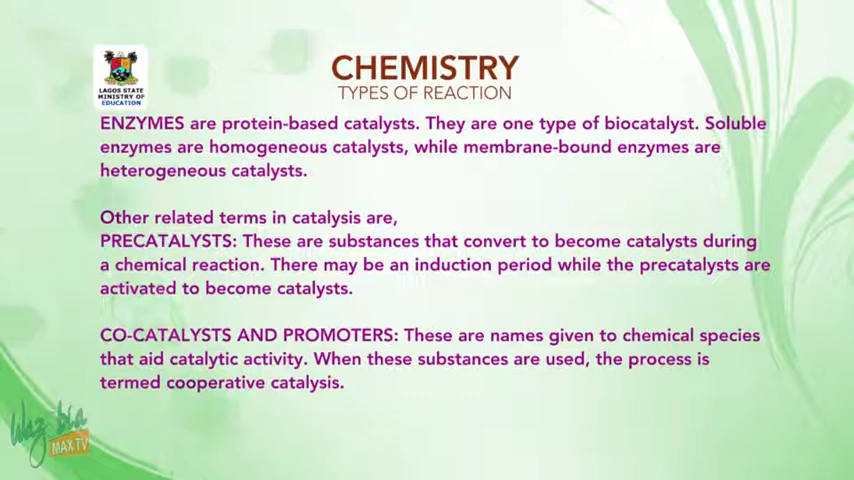 CHEMISTRY
TYPES OF REACTION
LAGOS STATE
MINISTRY OF
EDUCATION
ENZYMES are protein-based catalysts. They are one type of biocatalyst. Soluble
enzymes are homogeneous catalysts, while membrane-bound enzymes are
heterogeneous catalysts.
Other related terms in catalysis are,
PRECATALYSTS: These are substances that convert to become catalysts during
a chemical reaction. There may be an induction period while the precatalysts are
activated to become catalysts.
CO-CATALYSTS AND PROMOTERS: These are names given to chemical species
that aid catalytic activity. When these substances are used, the process is
termed cooperative catalysis.
Wazobia
MAX TV